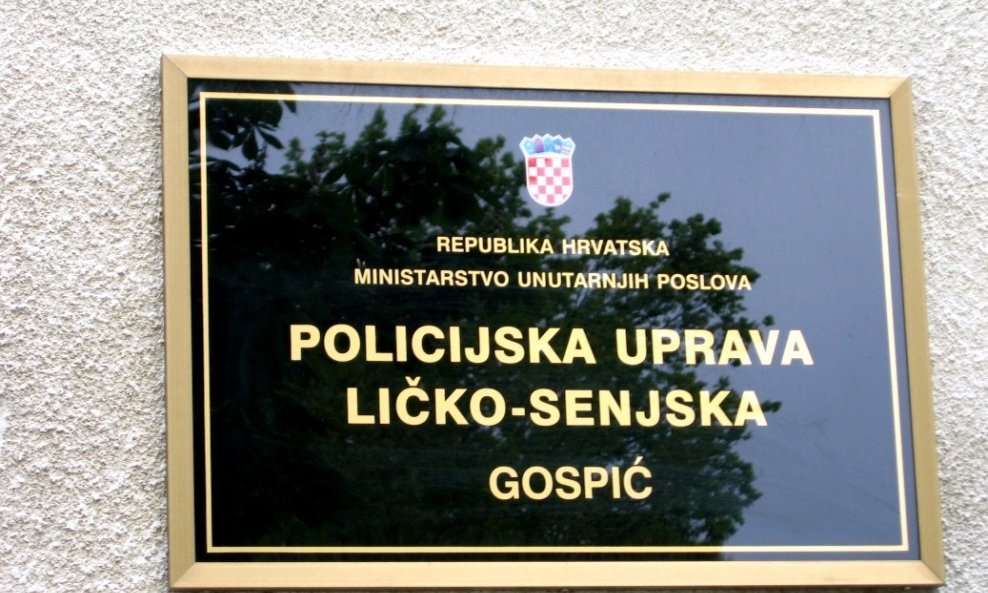 REPUBLIKA HRVATSKA
MINISTARSTVO UNUTARNJIH POSLOVA
POLICIJSKA UPRAVA
LIČKO-SENJSKA
GOSPIĆ